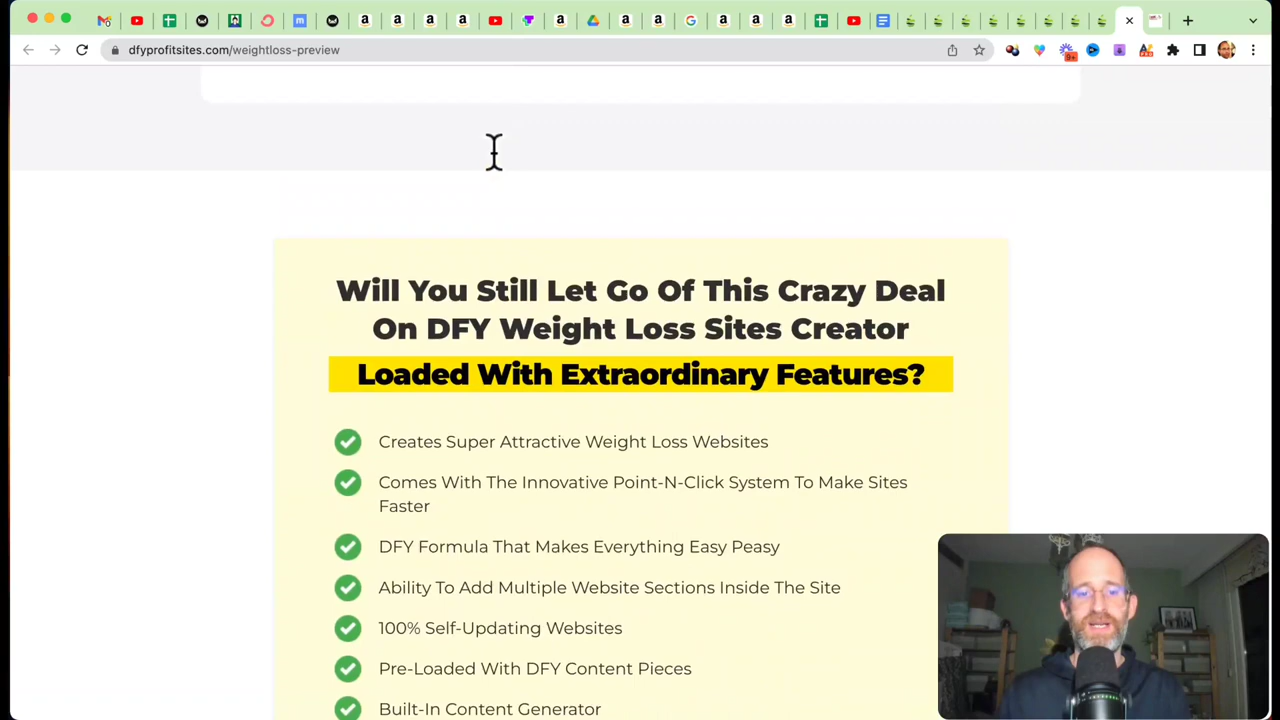 dfyprofitsites.com/weightloss-preview
9+
Will You Still Let Go Of This Crazy Deal
On DFY Weight Loss Sites Creator
Loaded With Extraordinary Features?
Creates Super Attractive Weight Loss Websites
Comes With The Innovative Point-N-Click System To Make Sites
Faster
DFY Formula That Makes Everything Easy Peasy
Ability To Add Multiple Website Sections Inside The Site
100% Self-Updating Websites
Pre-Loaded With DFY Content Pieces
Built-In Content Generator